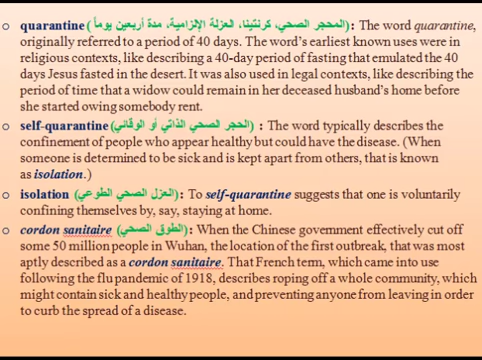 o quarantine (المحجر الصحي، كرنتينا، العزلة الإلزامية، مدة أربعين يوماً): The word quarantine,
originally referred to a period of 40 days. The word's earliest known uses were in
religious contexts, like describing a 40-day period of fasting that emulated the 40
days Jesus fasted in the desert. It was also used in legal contexts, like describing the
period of time that a widow could remain in her deceased husband's home before
she started owing somebody rent.
o self-quarantine (الحجر الصحي الذاتي أو الوقائي) : The word typically describes the
confinement of people who appear healthy but could have the disease. (When
someone is determined to be sick and is kept apart from others, that is known
as isolation.)
o isolation (العزل الصحي الطوعي): To self-quarantine suggests that one is voluntarily
confining themselves by, say, staying at home.
o cordon sanitaire (الطوق الصحي): When the Chinese government effectively cut off
some 50 million people in Wuhan, the location of the first outbreak, that was most
aptly described as a cordon sanitaire. That French term, which came into use
following the flu pandemic of 1918, describes roping off a whole community, which
might contain sick and healthy people, and preventing anyone from leaving in order
to curb the spread of a disease.